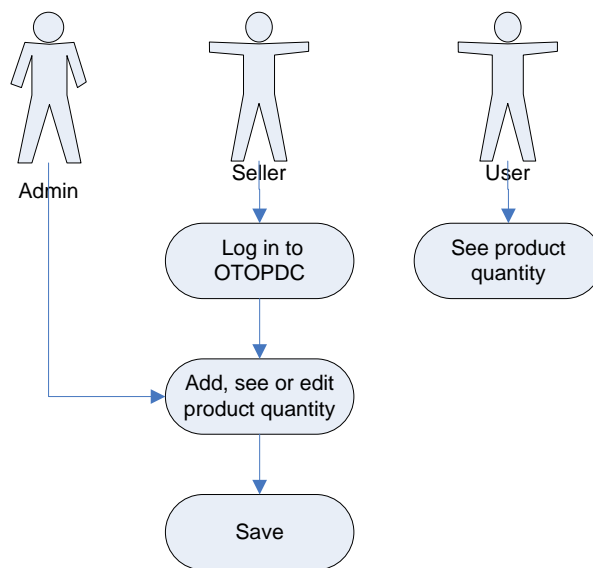 Admin
Seller
User
Log in to
OTOPDC
See product
quantity
Add, see or edit
product quantity
Save